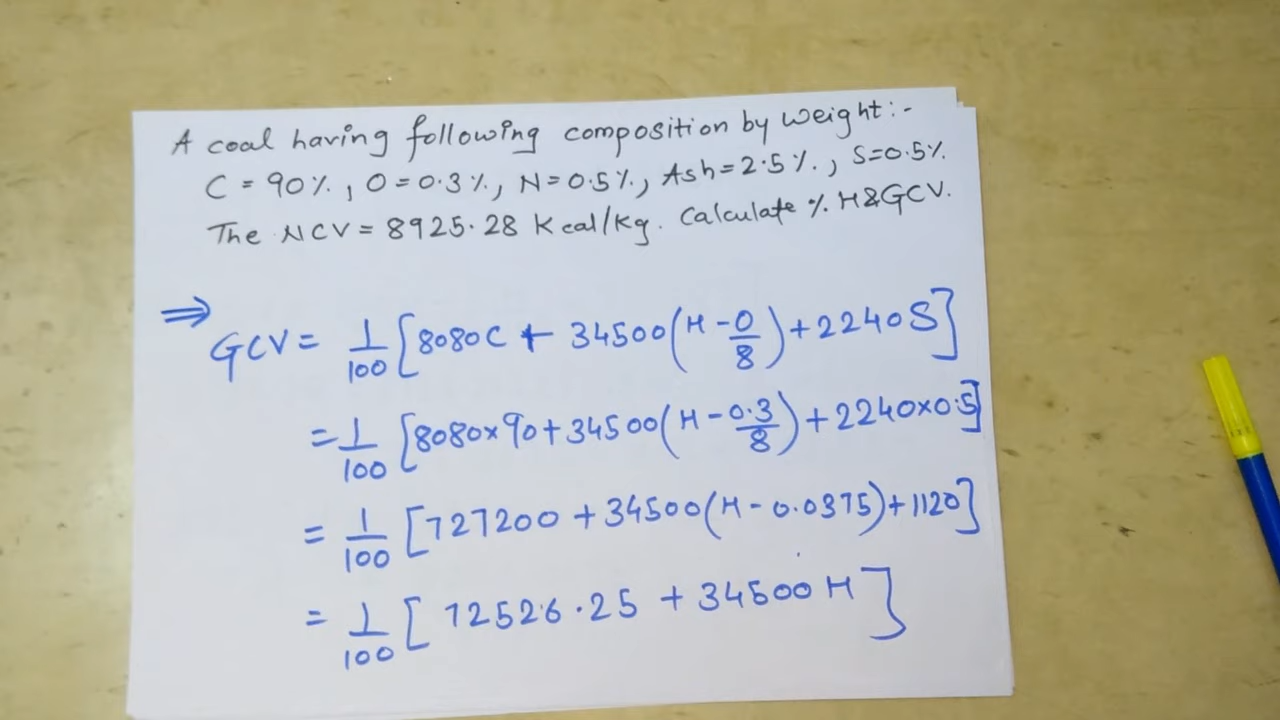 A coal having following composition by weight:-
C = 90%, O = 0.3%, N = 0.5%, Ash = 2.5%, S = 0.5%.
The NCV = 8925.28 Kcal/Kg. Calculate % H & GCV.
⇒ GCV = 1/100 [8080C + 34500(H - O/8) + 2240S]
= 1/100 [8080×90 + 34500(H - 0.3/8) + 2240×0.5]
= 1/100 [727200 + 34500(H - 0.0375) + 1120]
= 1/100 [72526.25 + 34500H]